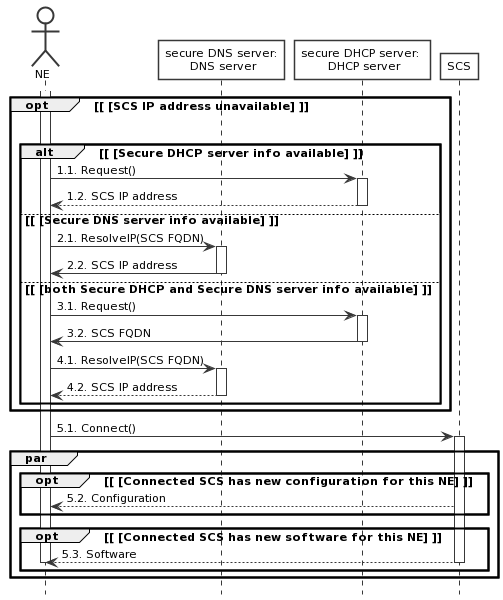 secure DNS server:
DNS server
secure DHCP server:
DHCP server
SCS
NE
opt [[ [SCS IP address unavailable] ]]
alt [[ [Secure DHCP server info available] ]]
1.1. Request()
1.2. SCS IP address
[[ [Secure DNS server info available] ]]
2.1. ResolveIP(SCS FQDN)
2.2. SCS IP address
[[ [both Secure DHCP and Secure DNS server info available] ]]
3.1. Request()
3.2. SCS FQDN
4.1. ResolveIP(SCS FQDN)
4.2. SCS IP address
5.1. Connect()
par
opt [[ [Connected SCS has new configuration for this NE] ]]
5.2. Configuration
opt [[ [Connected SCS has new software for this NE] ]]
5.3. Software